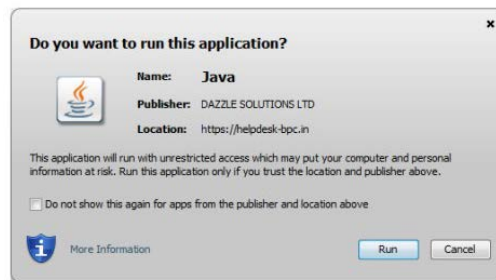 Do you want to run this application?
Name: Java
Publisher: DAZZLE SOLUTIONS LTD
Location: https://helpdesk-bpc.in
This application will run with unrestricted access which may put your computer and personal
information at risk. Run this application only if you trust the location and publisher above.
Do not show this again for apps from the publisher and location above
More Information
Run
Cancel